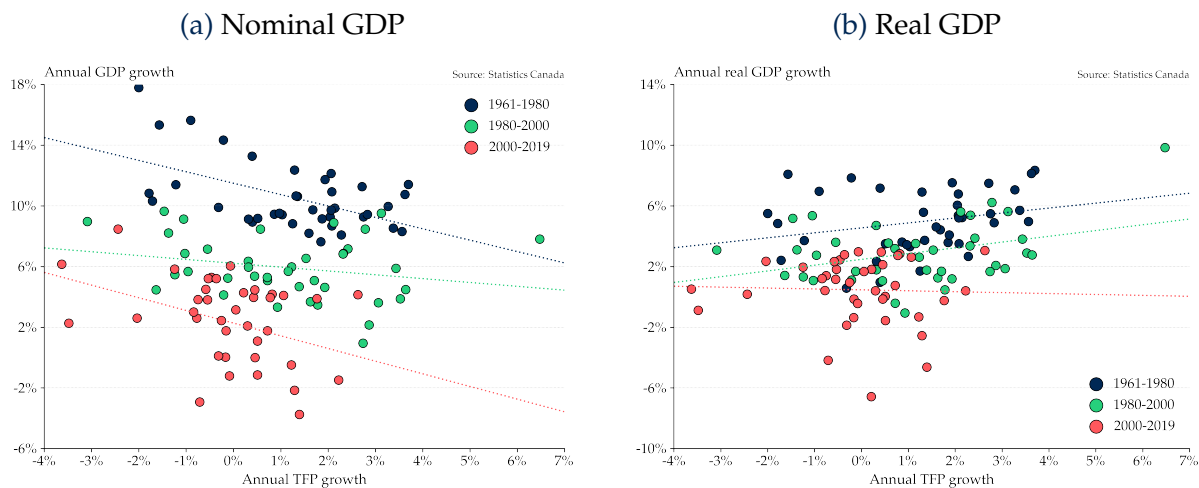 (a) Nominal GDP
Annual GDP growth
Source: Statistics Canada
18%
14%
10%
6%
2%
-2%
-6%
1961-1980
1980-2000
2000-2019
-4% -3% -2% -1% 0% 1% 2% 3% 4% 5% 6% 7%
Annual TFP growth
(b) Real GDP
Annual real GDP growth
Source: Statistics Canada
14%
10%
6%
2%
-2%
-6%
-10%
1961-1980
1980-2000
2000-2019
-4% -3% -2% -1% 0% 1% 2% 3% 4% 5% 6% 7%
Annual TFP growth